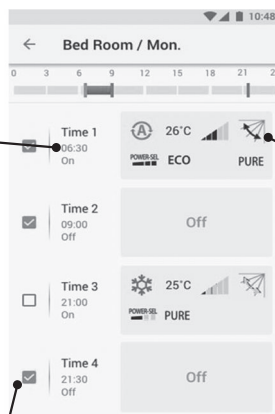 10:48
Bed Room / Mon.
0 3 6 9 12 15 18 21 2
Time 1
06:30
On
A 26°C
POWER-SEL ECO PURE
Time 2
09:00
Off
Off
Time 3
21:00
On
25°C
POWER-SEL PURE
Time 4
21:30
Off
Off